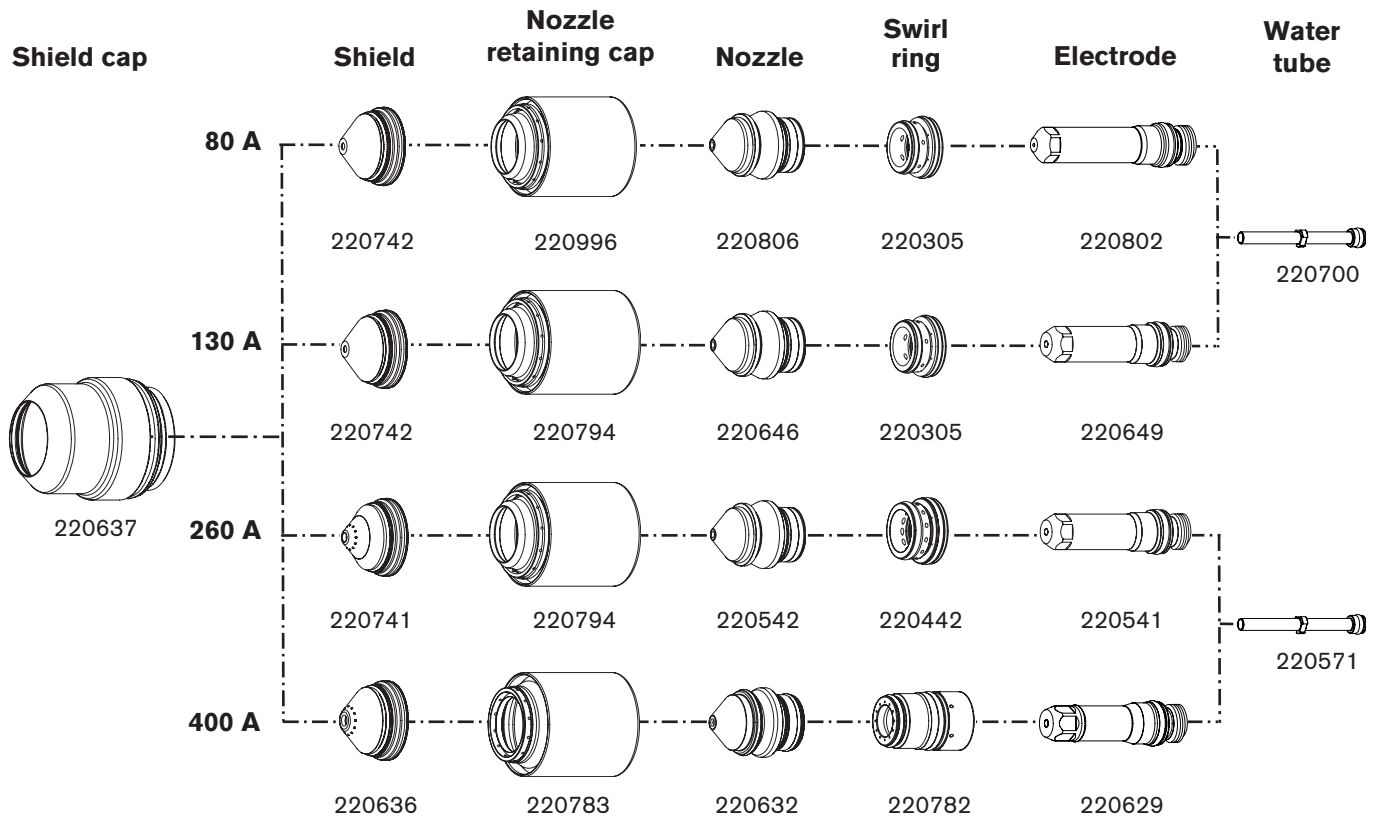 Shield cap
Shield
Nozzle
retaining cap
Nozzle
Swirl
ring
Electrode
Water
tube
80 A
220742
220996
220806
220305
220802
220700
130 A
220742
220794
220646
220305
220649
220637
260 A
220741
220794
220542
220442
220541
220571
400 A
220636
220783
220632
220782
220629